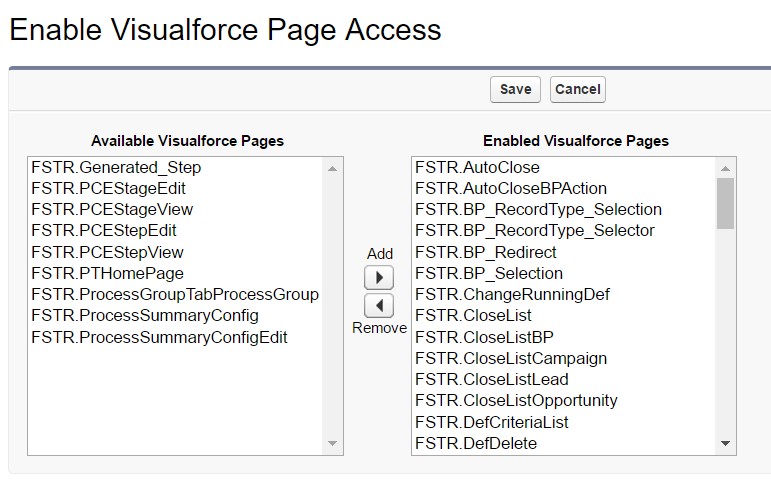 Enable Visualforce Page Access
Save Cancel
Available Visualforce Pages
FSTR.Generated_Step
FSTR.PCEStageEdit
FSTR.PCEStageView
FSTR.PCEStepEdit
FSTR.PCEStepView
FSTR.PTHomePage
FSTR.ProcessGroupTabProcessGroup
FSTR.ProcessSummaryConfig
FSTR.ProcessSummaryConfigEdit
Add
Remove
Enabled Visualforce Pages
FSTR.AutoClose
FSTR.AutoCloseBPAction
FSTR.BP_RecordType_Selection
FSTR.BP_RecordType_Selector
FSTR.BP_Redirect
FSTR.BP_Selection
FSTR.ChangeRunningDef
FSTR.CloseList
FSTR.CloseListBP
FSTR.CloseListCampaign
FSTR.CloseListLead
FSTR.CloseListOpportunity
FSTR.DefCriteriaList
FSTR.DefDelete